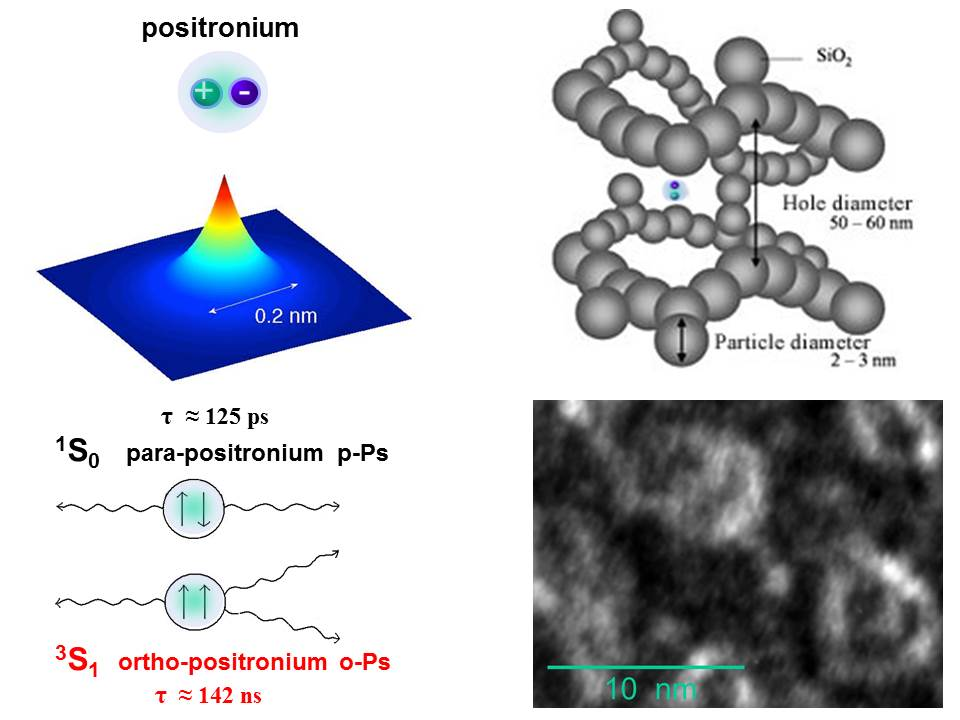 positronium
+ -
0.2 nm
τ ≈ 125 ps
¹S₀ para-positronium p-Ps
³S₁ ortho-positronium o-Ps
τ ≈ 142 ns
SiO₂
Hole diameter
50 – 60 nm
Particle diameter
2 – 3 nm
10 nm